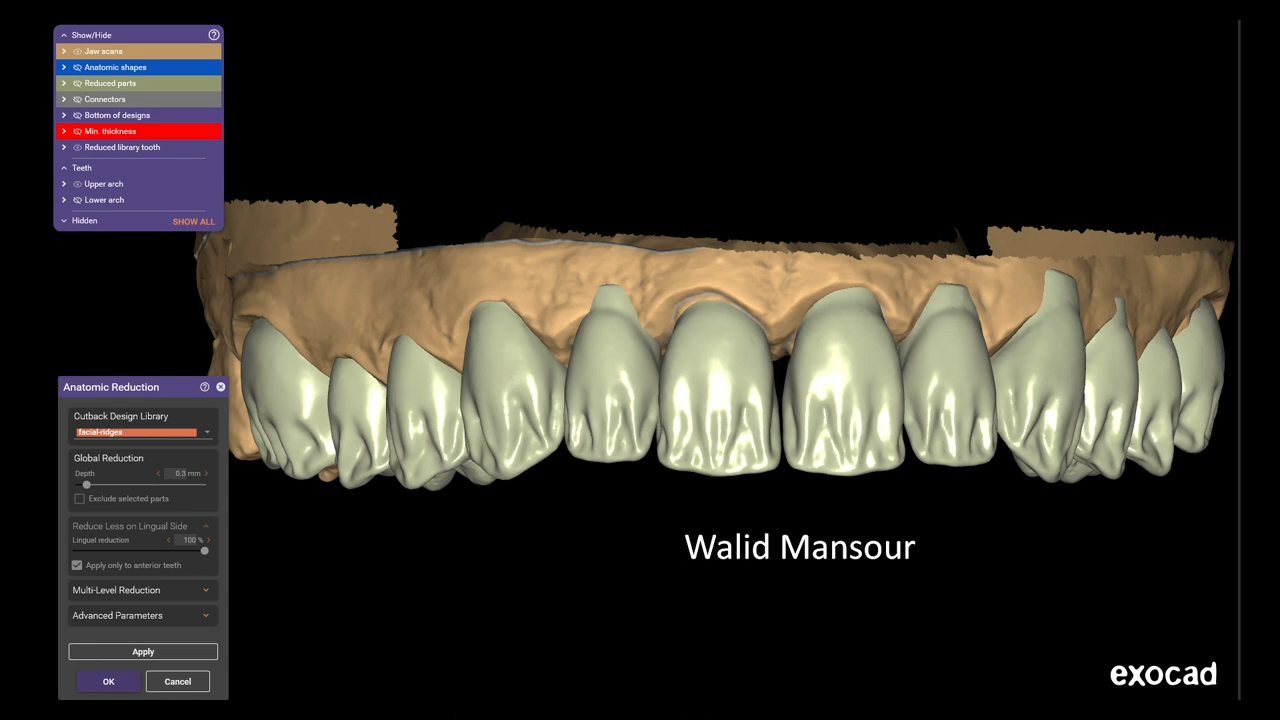 Show/Hide
Jaw scans
Anatomic shapes
Reduced parts
Connectors
Bottom of designs
Min. thickness
Reduced library tooth
Teeth
Upper arch
Lower arch
Hidden SHOW ALL
Anatomic Reduction
Cutback Design Library
facial-ridges
Global Reduction
Depth 0.3 mm
Exclude selected parts
Reduce Less on Lingual Side
Lingual reduction 100 %
Apply only to anterior teeth
Multi-Level Reduction
Advanced Parameters
Apply
OK Cancel
Walid Mansour
exocad